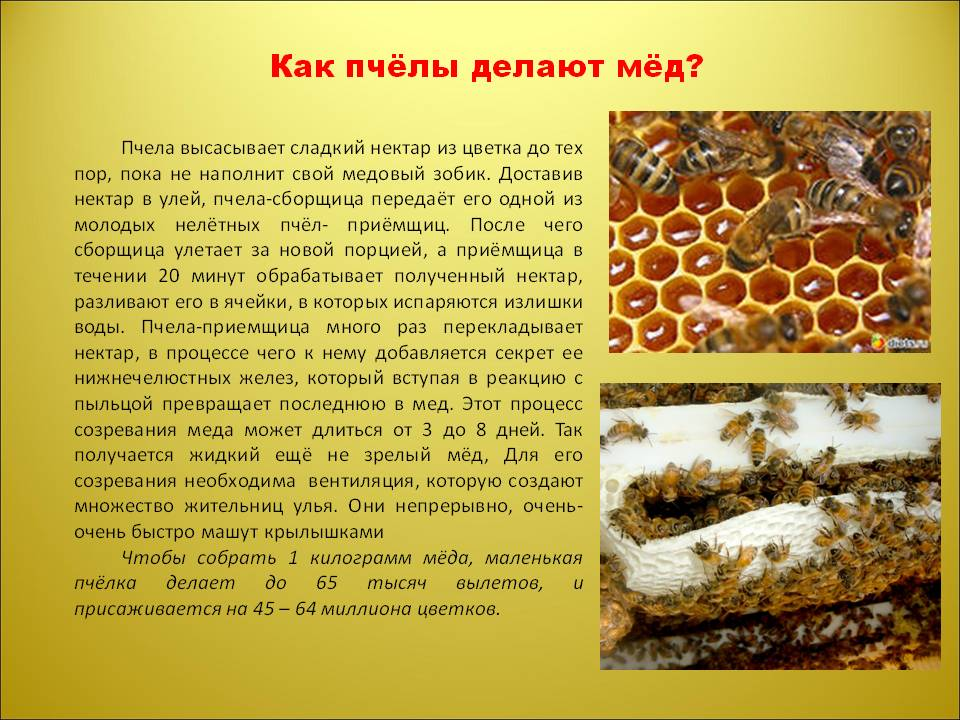 Как пчёлы делают мёд?
Пчела высасывает сладкий нектар из цветка до тех
пор, пока не наполнит свой медовый зобик. Доставив
нектар в улей, пчела-сборщица передаёт его одной из
молодых нелётных пчёл- приёмщиц. После чего
сборщица улетает за новой порцией, а приёмщица в
течении 20 минут обрабатывает полученный нектар,
разливают его в ячейки, в которых испаряются излишки
воды. Пчела-приемщица много раз перекладывает
нектар, в процессе чего к нему добавляется секрет ее
нижнечелюстных желез, который вступая в реакцию с
пыльцой превращает последнюю в мед. Этот процесс
созревания меда может длиться от 3 до 8 дней. Так
получается жидкий ещё не зрелый мёд, Для его
созревания необходима вентиляция, которую создают
множество жительниц улья. Они непрерывно, очень-
очень быстро машут крылышками
Чтобы собрать 1 килограмм мёда, маленькая
пчёлка делает до 65 тысяч вылетов, и
присаживается на 45 – 64 миллиона цветков.
diets.ru